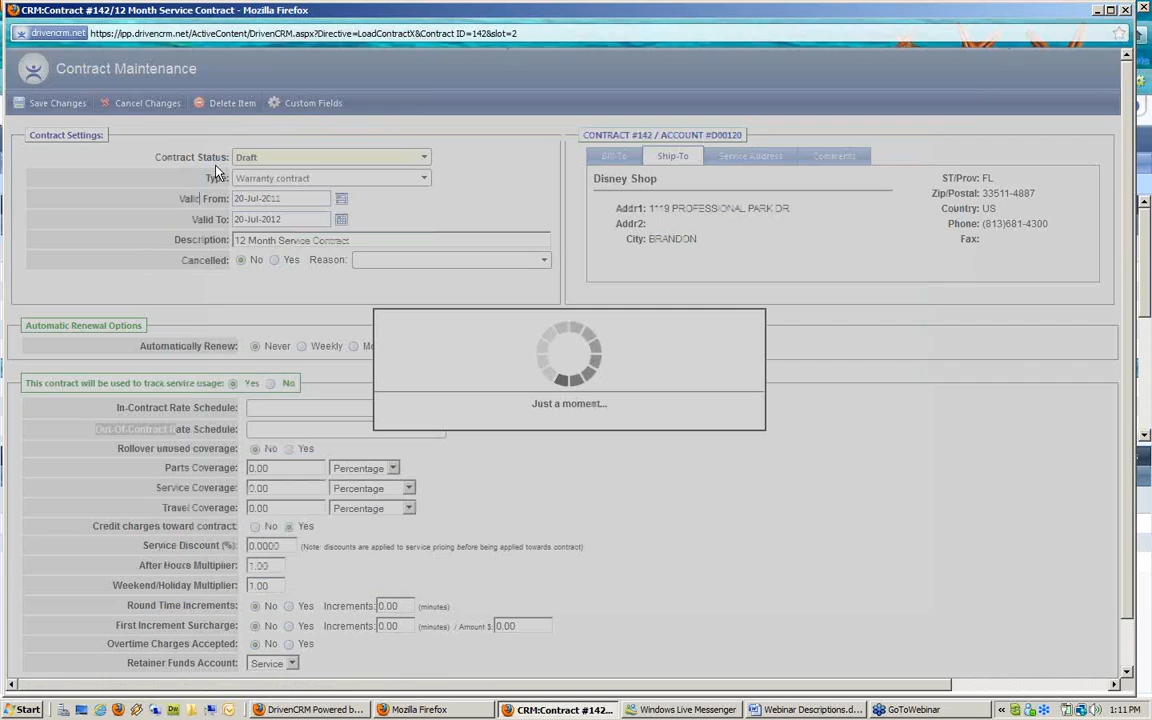 CRM:Contract #142/12 Month Service Contract - Mozilla Firefox
drivencrm.net https://ipp.drivencrm.net/ActiveContent/DrivenCRM.aspx?Directive=LoadContractX&Contract ID=142&slot=2
Contract Maintenance
Save Changes Cancel Changes Delete Item Custom Fields
Contract Settings:
Contract Status: Draft
Type: Warranty contract
Valid From: 20-Jul-2011
Valid To: 20-Jul-2012
Description: 12 Month Service Contract
Cancelled: No Yes Reason:
CONTRACT #142 / ACCOUNT #D00120
Bill-To Ship-To Service Address Comments
Disney Shop
Addr1: 1119 PROFESSIONAL PARK DR
Addr2:
City: BRANDON
ST/Prov: FL
Zip/Postal: 33511-4887
Country: US
Phone: (813)681-4300
Fax:
Automatic Renewal Options
Automatically Renew: Never Weekly
Just a moment...
This contract will be used to track service usage: Yes No
In-Contract Rate Schedule:
Out-Of-Contract Rate Schedule:
Rollover unused coverage: No Yes
Parts Coverage: 0.00 Percentage
Service Coverage: 0.00 Percentage
Travel Coverage: 0.00 Percentage
Credit charges toward contract: No Yes
Service Discount (%): 0.0000 (Note: discounts are applied to service pricing before being applied towards contract)
After Hours Multiplier: 1.00
Weekend/Holiday Multiplier: 1.00
Round Time Increments: No Yes Increments: 0.00 (minutes)
First Increment Surcharge: No Yes Increments: 0.00 (minutes) / Amount $: 0.00
Overtime Charges Accepted: No Yes
Retainer Funds Account: Service
Start DrivenCRM Powered b... Mozilla Firefox CRM:Contract #142... Windows Live Messenger Webinar Descriptions.d... GoToWebinar 1:11 PM